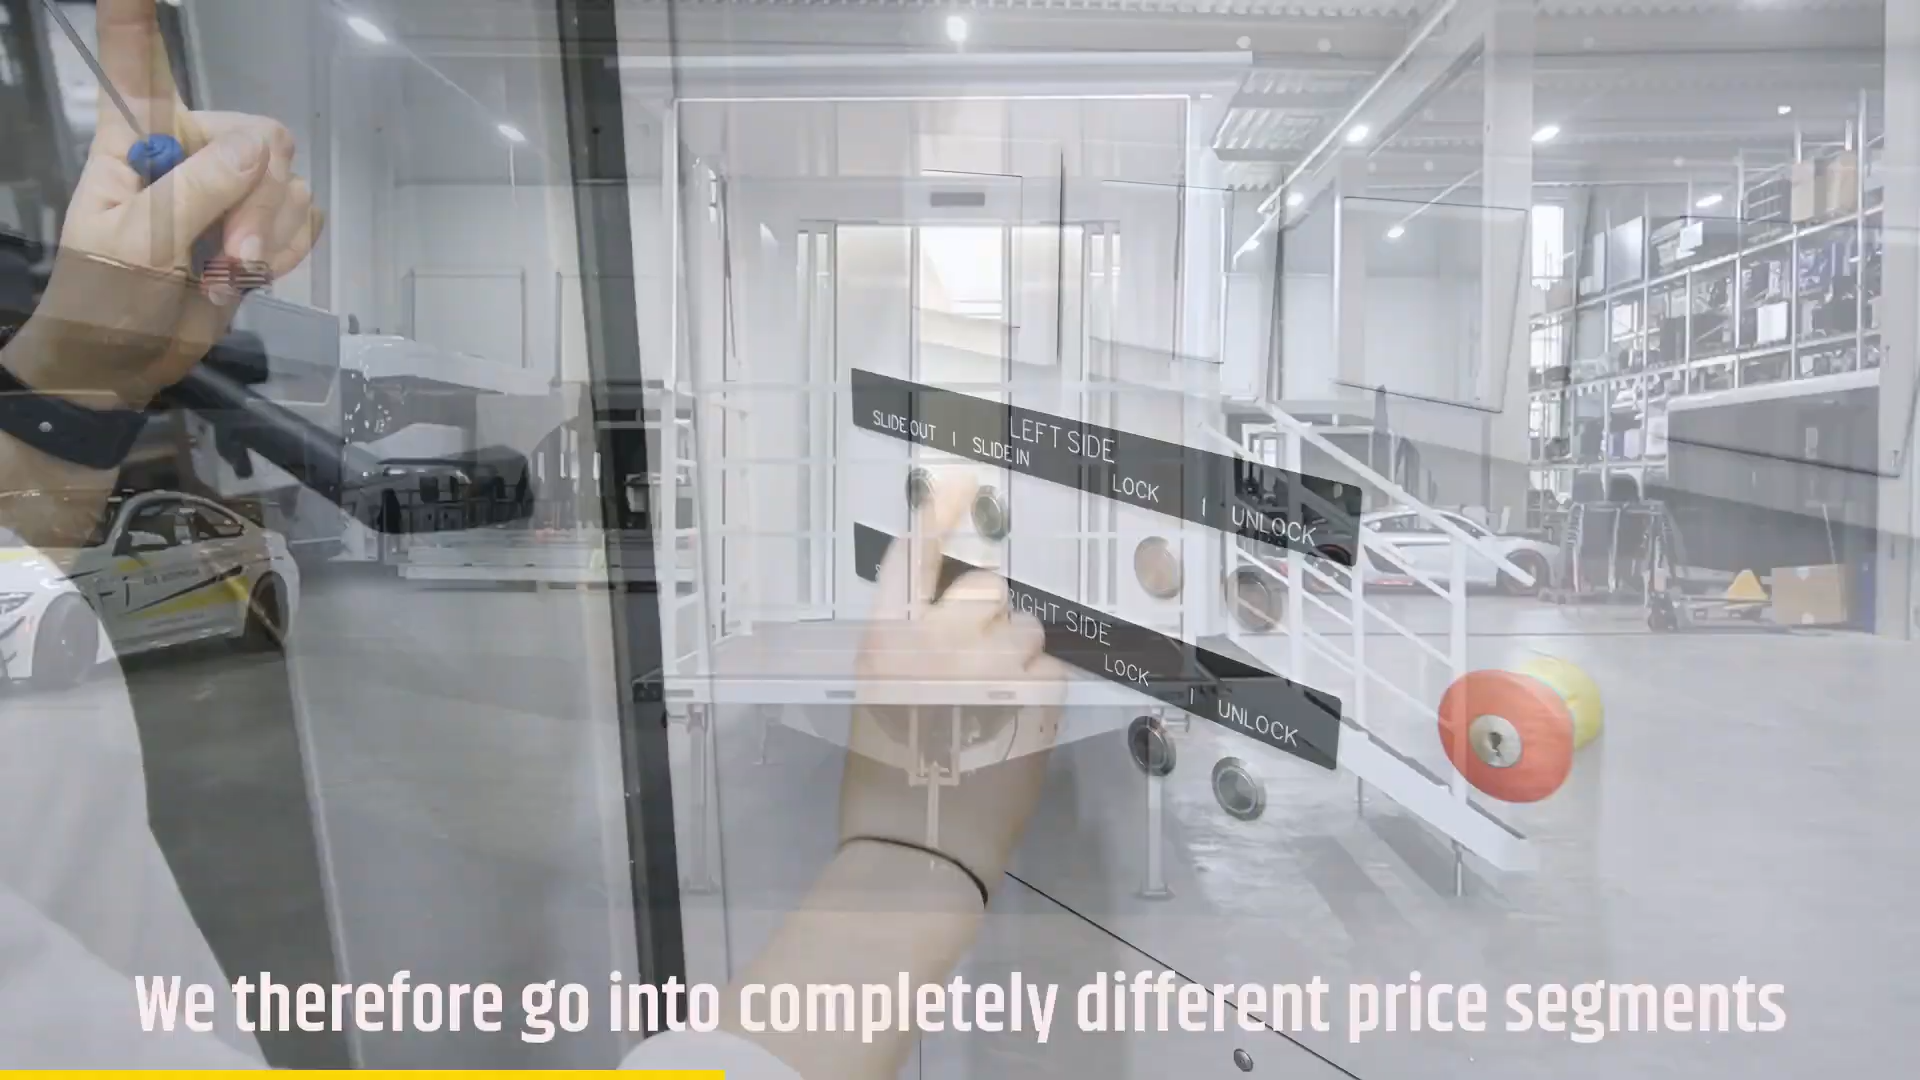 LEFT SIDE
SLIDE OUT | SLIDE IN
LOCK | UNLOCK
RIGHT SIDE
LOCK | UNLOCK
We therefore go into completely different price segments